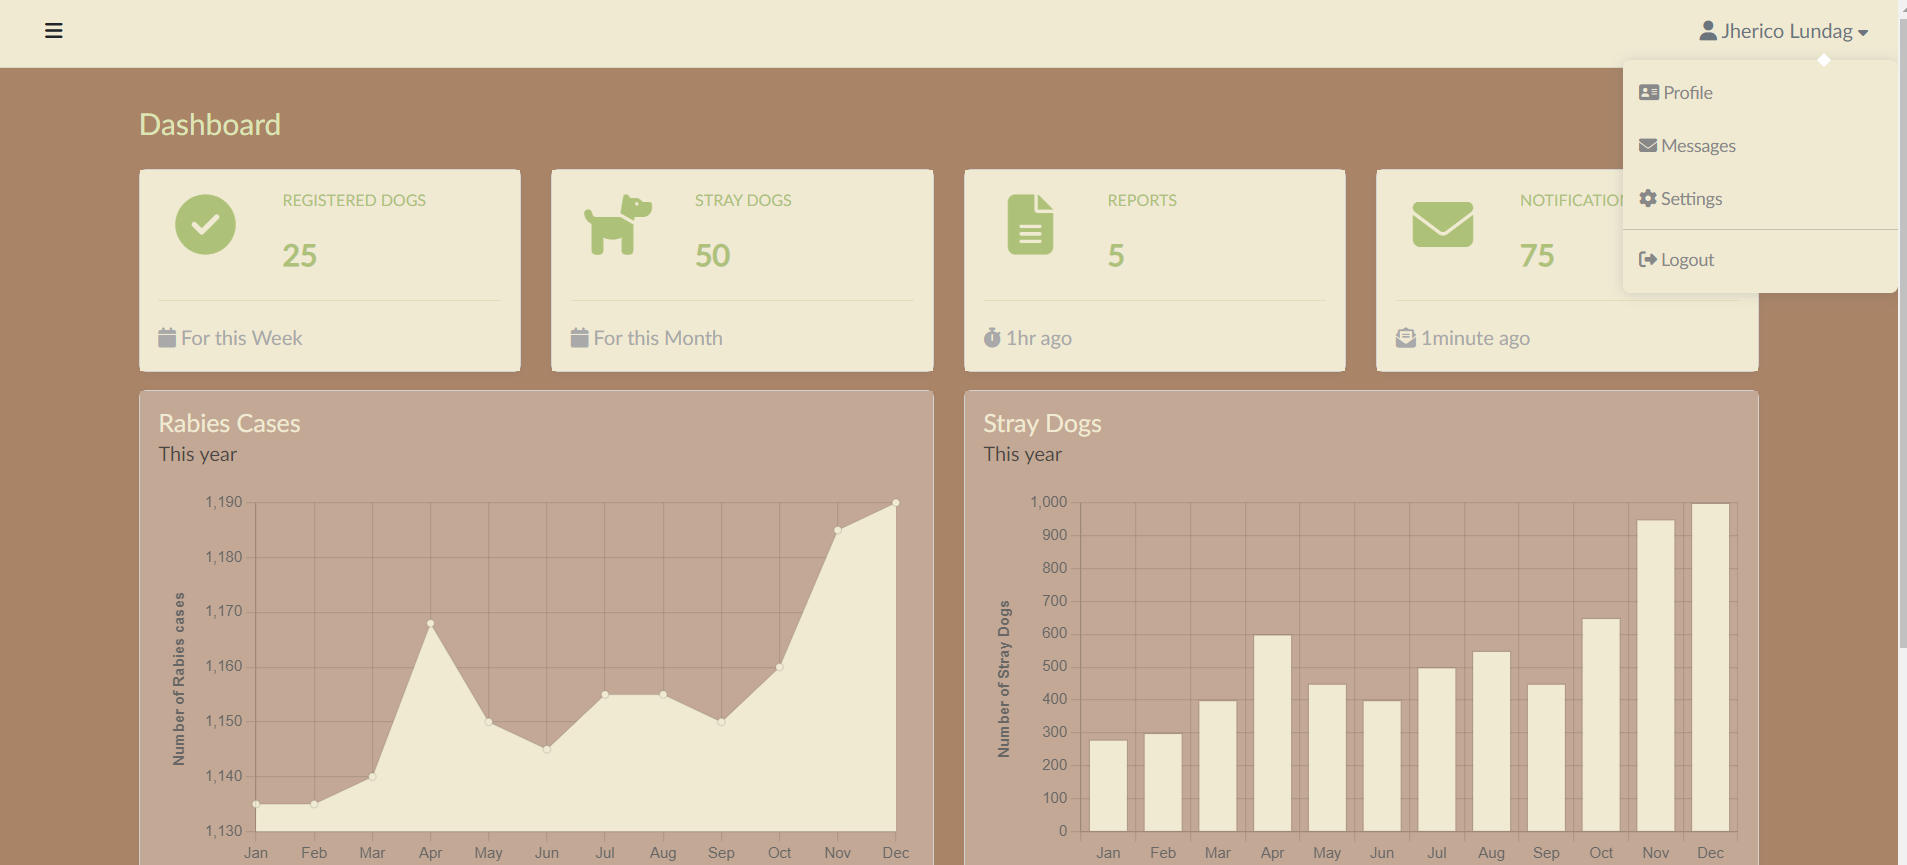 Jherico Lundag
Profile
Messages
Settings
Logout
Dashboard
REGISTERED DOGS
25
For this Week
STRAY DOGS
50
For this Month
REPORTS
5
1hr ago
NOTIFICATION
75
1minute ago
Rabies Cases
This year
Number of Rabies cases
1,190
1,180
1,170
1,160
1,150
1,140
1,130
Jan Feb Mar Apr May Jun Jul Aug Sep Oct Nov Dec
Stray Dogs
This year
Number of Stray Dogs
1,000
900
800
700
600
500
400
300
200
100
0
Jan Feb Mar Apr May Jun Jul Aug Sep Oct Nov Dec